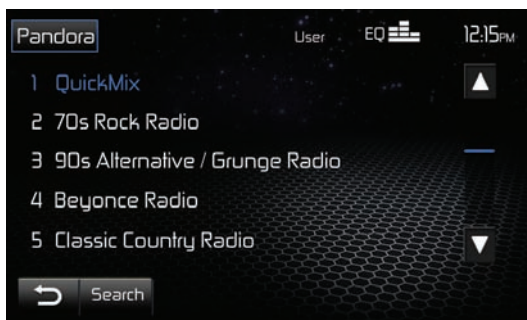 Pandora User EQ 12:15PM
1 QuickMix
2 70s Rock Radio
3 90s Alternative / Grunge Radio
4 Beyonce Radio
5 Classic Country Radio
Search